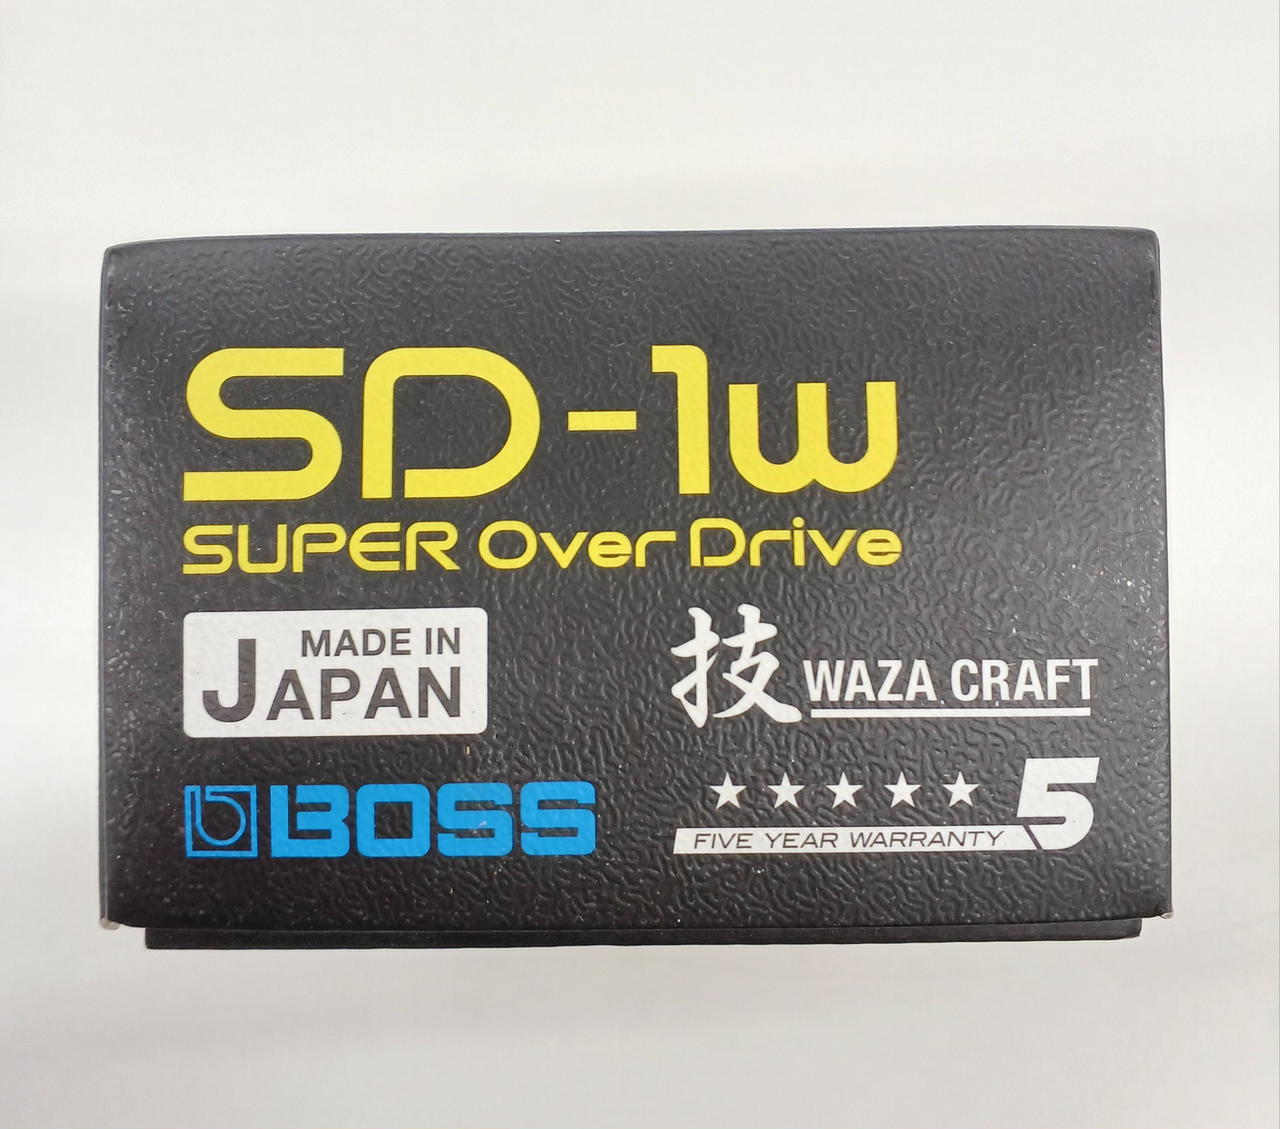 SD-1w
SUPER Over Drive
MADE IN
JAPAN
技 WAZA CRAFT
BOSS
5
FIVE YEAR WARRANTY